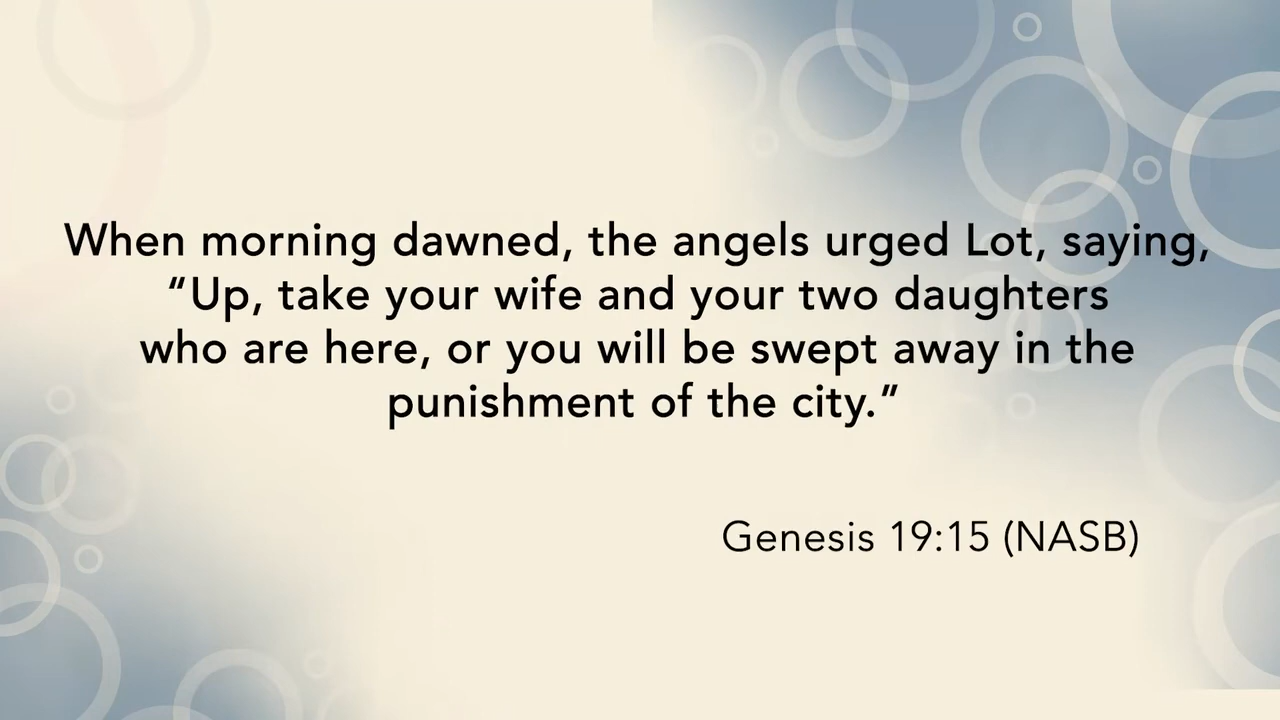 When morning dawned, the angels urged Lot, saying,
“Up, take your wife and your two daughters
who are here, or you will be swept away in the
punishment of the city.”
Genesis 19:15 (NASB)